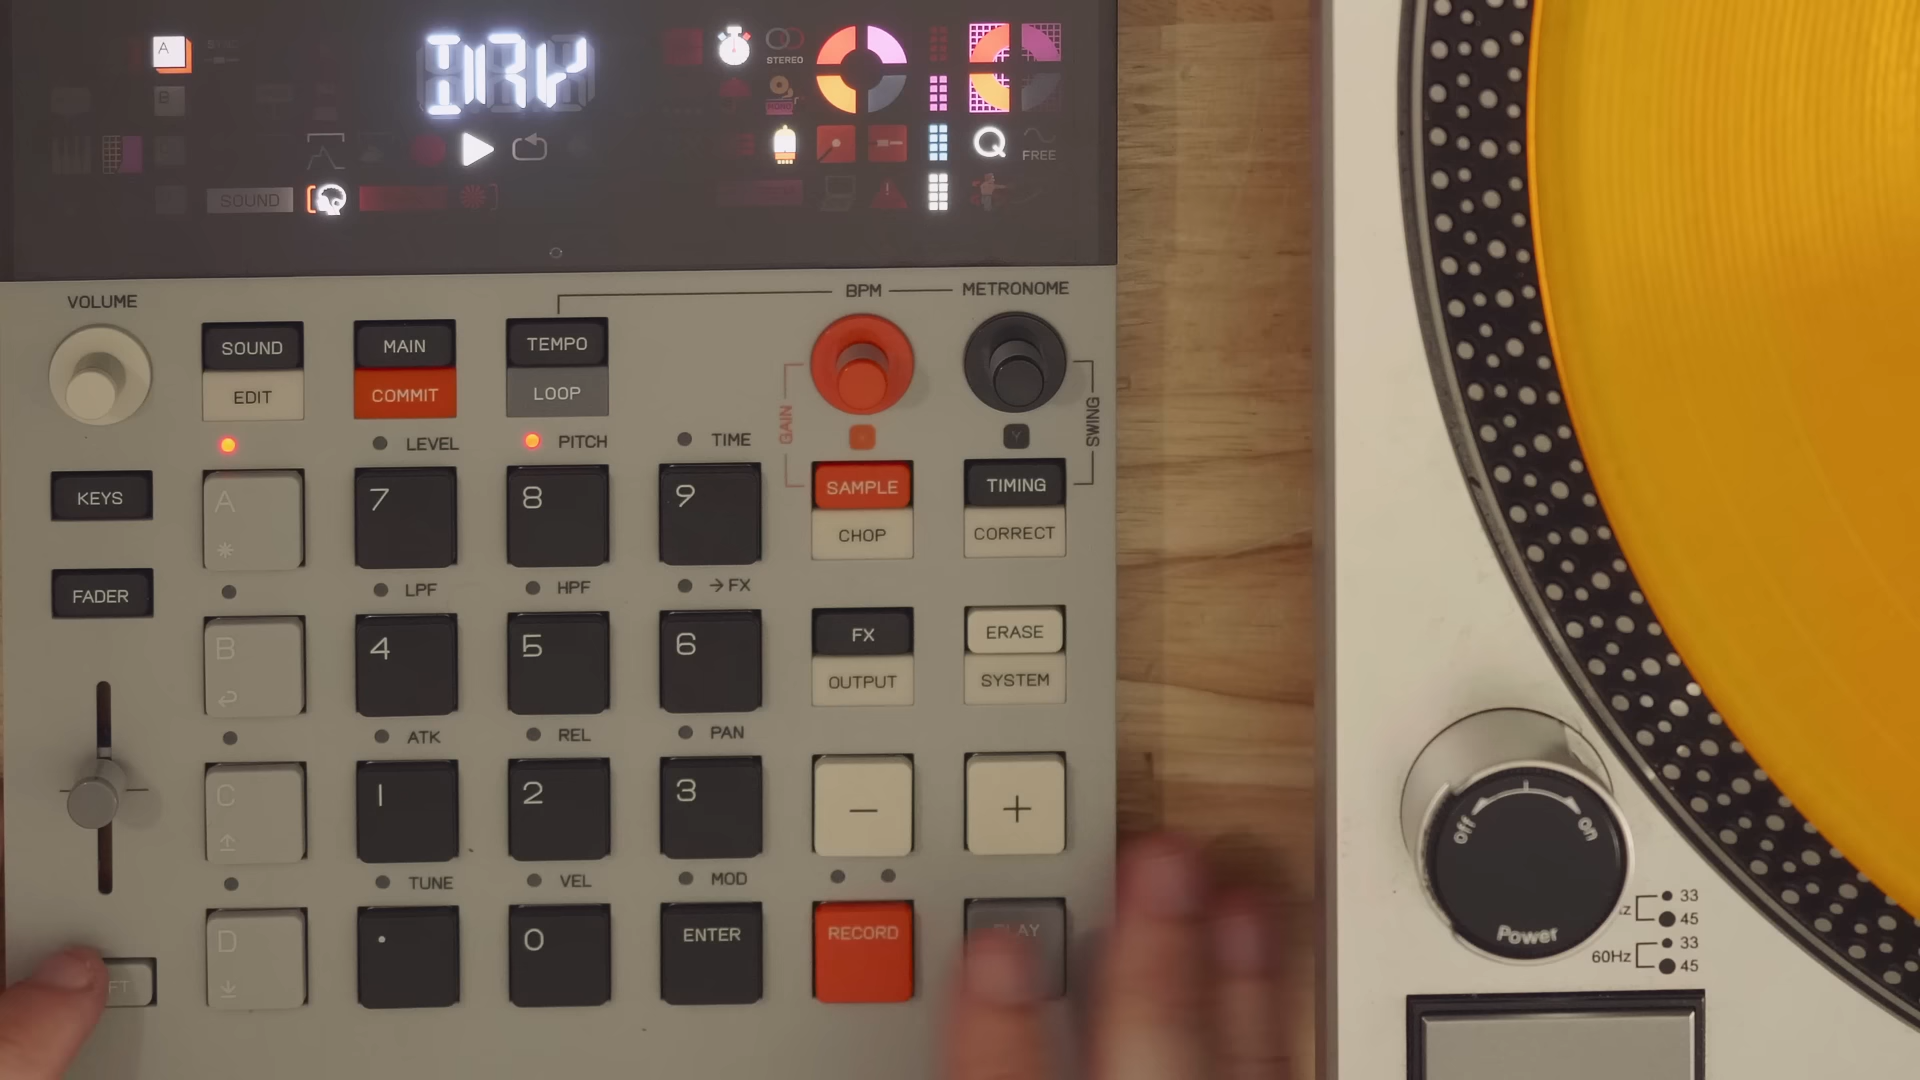 A
DRY
STEREO
B
FREE
SOUND
VOLUME
BPM
METRONOME
SOUND
MAIN
TEMPO
EDIT
COMMIT
LOOP
GAIN
SWING
LEVEL
PITCH
TIME
X
Y
KEYS
A
7
8
9
SAMPLE
TIMING
CHOP
CORRECT
LPF
HPF
→FX
FADER
B
4
5
6
FX
ERASE
OUTPUT
SYSTEM
ATK
REL
PAN
C
1
2
3
−
+
off
on
Power
TUNE
VEL
MOD
33
45
60Hz
33
45
D
.
0
ENTER
RECORD
PLAY